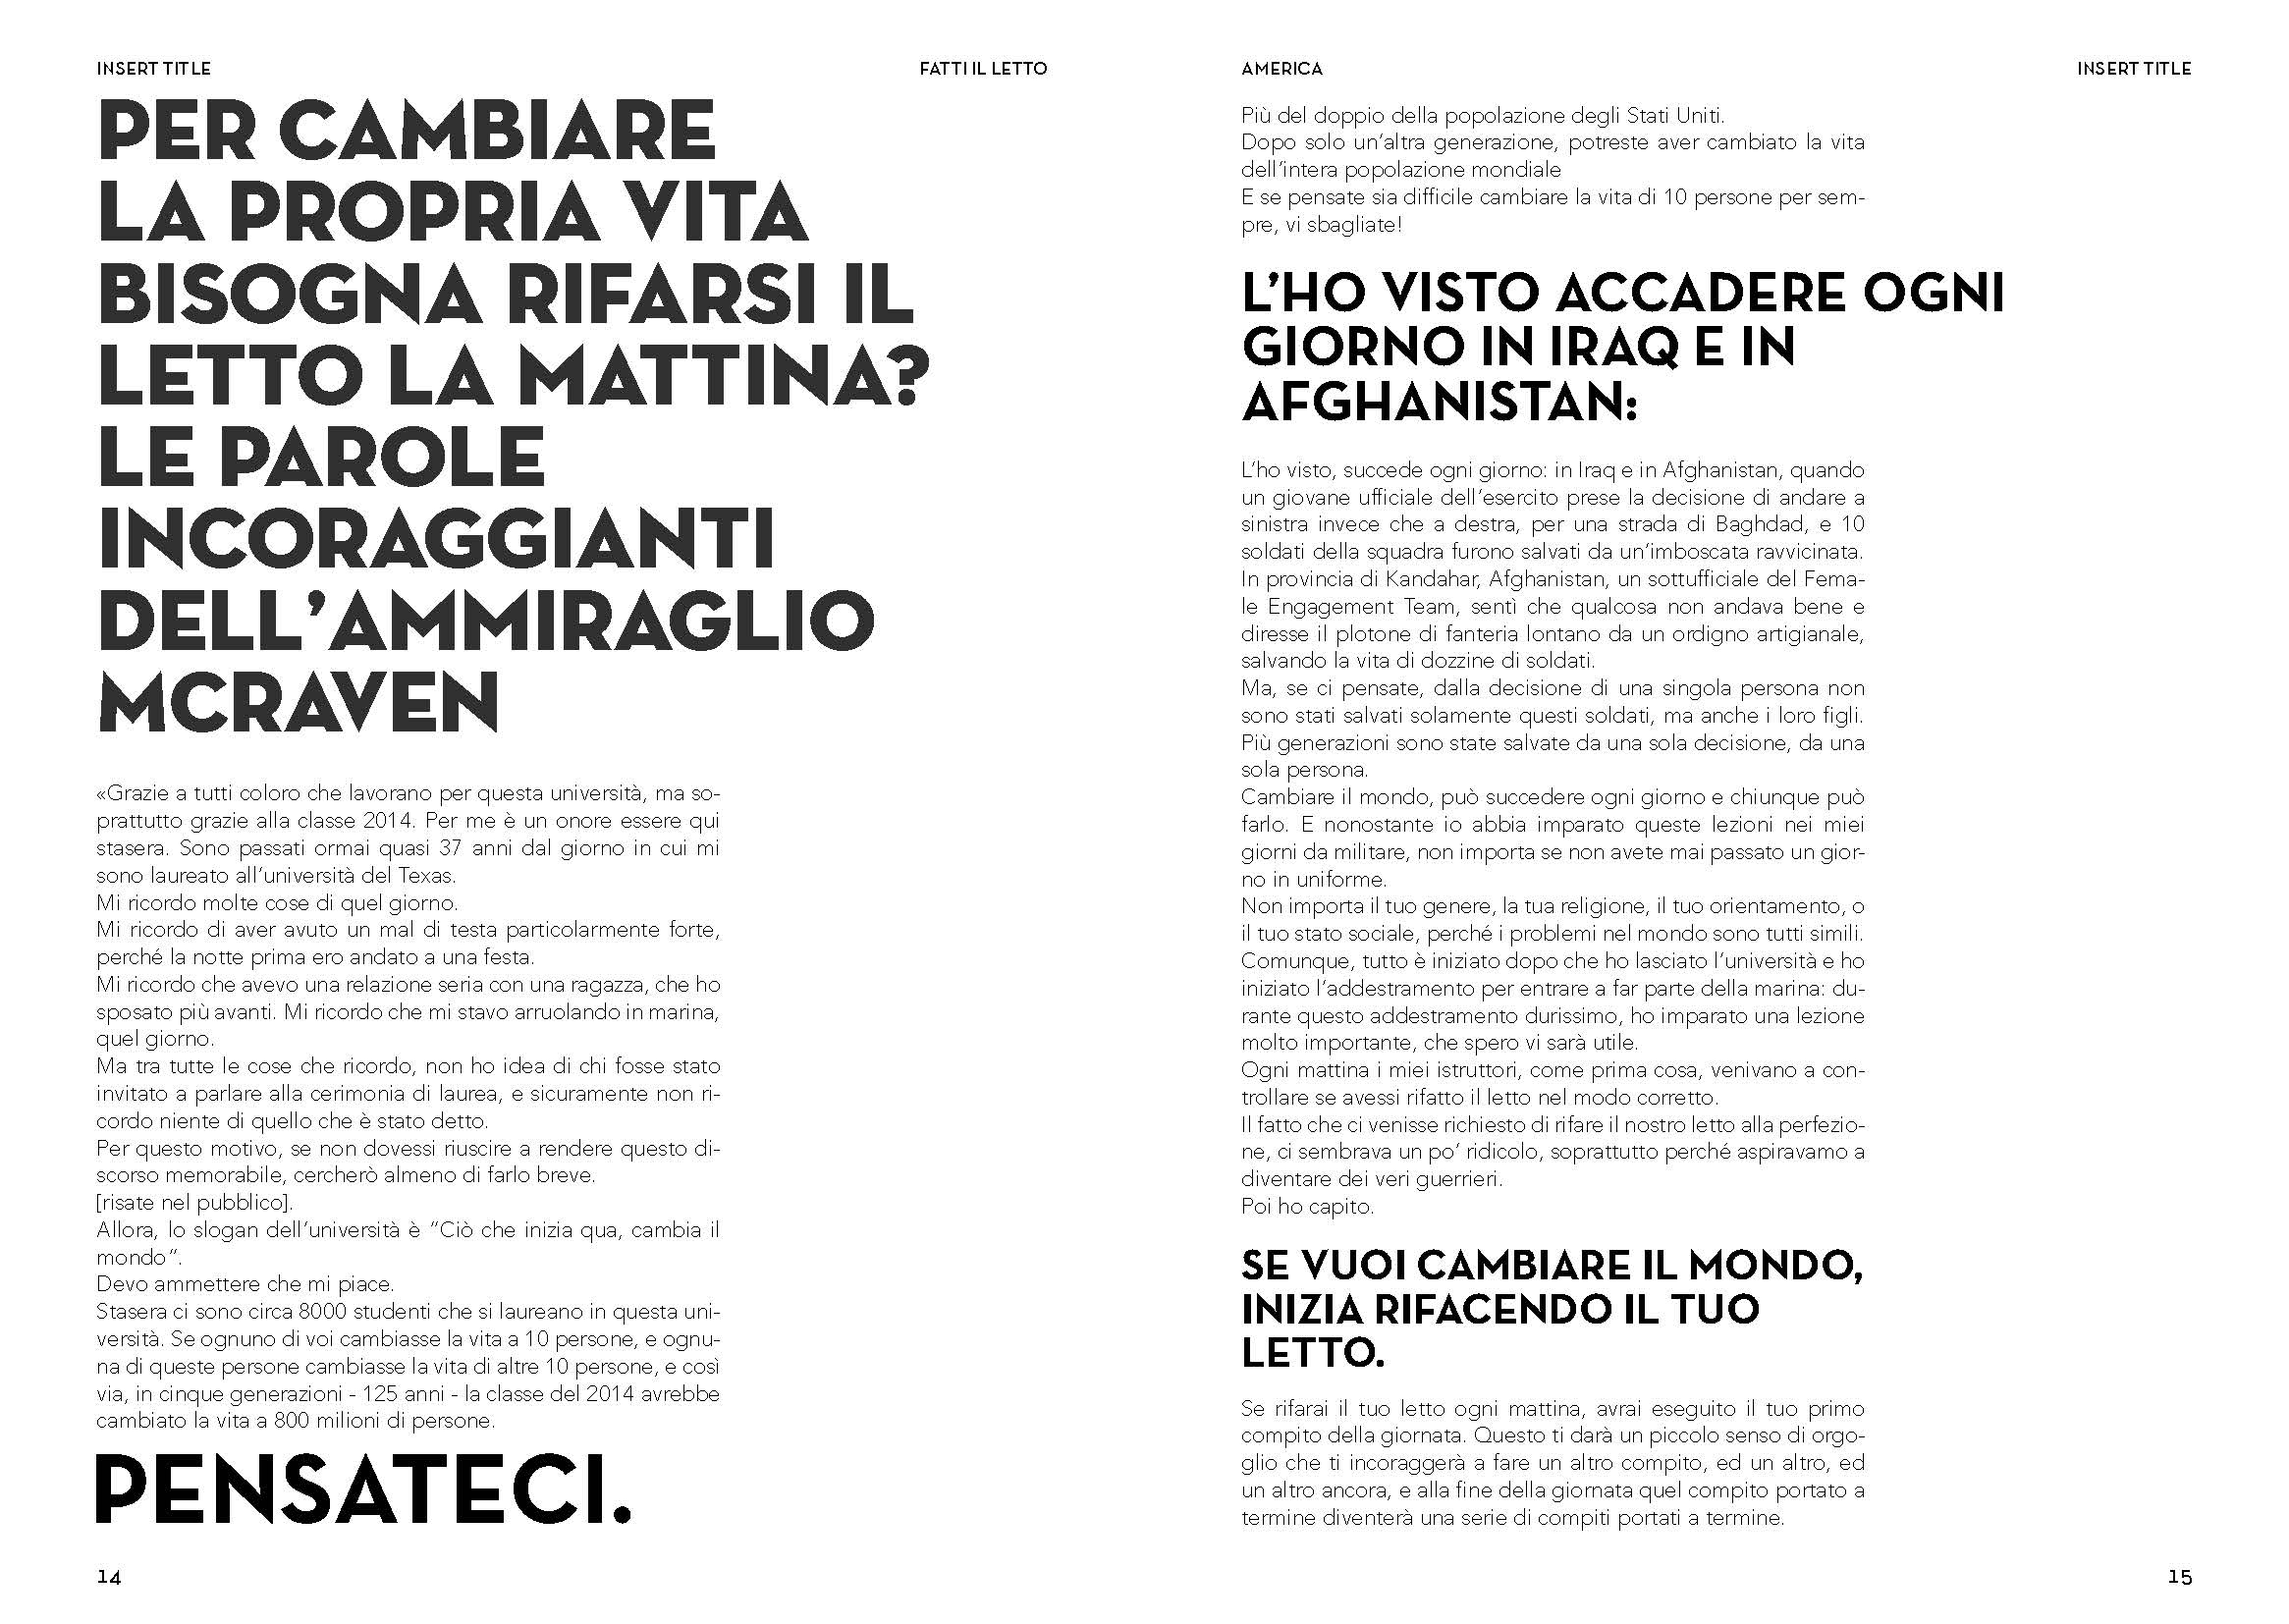 INSERT TITLE
FATTI IL LETTO
PER CAMBIARE
LA PROPRIA VITA
BISOGNA RIFARSI IL
LETTO LA MATTINA?
LE PAROLE
INCORAGGIANTI
DELL'AMMIRAGLIO
MCRAVEN
«Grazie a tutti coloro che lavorano per questa università, ma so-
prattutto grazie alla classe 2014. Per me è un onore essere qui
stasera. Sono passati ormai quasi 37 anni dal giorno in cui mi
sono laureato all'università del Texas.
Mi ricordo molte cose di quel giorno.
Mi ricordo di aver avuto un mal di testa particolarmente forte,
perché la notte prima ero andato a una festa.
Mi ricordo che avevo una relazione seria con una ragazza, che ho
sposato più avanti. Mi ricordo che mi stavo arruolando in marina,
quel giorno.
Ma tra tutte le cose che ricordo, non ho idea di chi fosse stato
invitato a parlare alla cerimonia di laurea, e sicuramente non ri-
cordo niente di quello che è stato detto.
Per questo motivo, se non dovessi riuscire a rendere questo di-
scorso memorabile, cercherò almeno di farlo breve.
[risate nel pubblico].
Allora, lo slogan dell'università è "Ciò che inizia qua, cambia il
mondo".
Devo ammettere che mi piace.
Stasera ci sono circa 8000 studenti che si laureano in questa uni-
versità. Se ognuno di voi cambiasse la vita a 10 persone, e ognu-
na di queste persone cambiasse la vita di altre 10 persone, e così
via, in cinque generazioni - 125 anni - la classe del 2014 avrebbe
cambiato la vita a 800 milioni di persone.
PENSATECI.
14
AMERICA
INSERT TITLE
Più del doppio della popolazione degli Stati Uniti.
Dopo solo un'altra generazione, potreste aver cambiato la vita
dell'intera popolazione mondiale
E se pensate sia difficile cambiare la vita di 10 persone per sem-
pre, vi sbagliate!
L'HO VISTO ACCADERE OGNI
GIORNO IN IRAQ E IN
AFGHANISTAN:
L'ho visto, succede ogni giorno: in Iraq e in Afghanistan, quando
un giovane ufficiale dell'esercito prese la decisione di andare a
sinistra invece che a destra, per una strada di Baghdad, e 10
soldati della squadra furono salvati da un'imboscata ravvicinata.
In provincia di Kandahar, Afghanistan, un sottufficiale del Fema-
le Engagement Team, sentì che qualcosa non andava bene e
diresse il plotone di fanteria lontano da un ordigno artigianale,
salvando la vita di dozzine di soldati.
Ma, se ci pensate, dalla decisione di una singola persona non
sono stati salvati solamente questi soldati, ma anche i loro figli.
Più generazioni sono state salvate da una sola decisione, da una
sola persona.
Cambiare il mondo, può succedere ogni giorno e chiunque può
farlo. E nonostante io abbia imparato queste lezioni nei miei
giorni da militare, non importa se non avete mai passato un gior-
no in uniforme.
Non importa il tuo genere, la tua religione, il tuo orientamento, o
il tuo stato sociale, perché i problemi nel mondo sono tutti simili.
Comunque, tutto è iniziato dopo che ho lasciato l'università e ho
iniziato l'addestramento per entrare a far parte della marina: du-
rante questo addestramento durissimo, ho imparato una lezione
molto importante, che spero vi sarà utile.
Ogni mattina i miei istruttori, come prima cosa, venivano a con-
trollare se avessi rifatto il letto nel modo corretto.
Il fatto che ci venisse richiesto di rifare il nostro letto alla perfezio-
ne, ci sembrava un po' ridicolo, soprattutto perché aspiravamo a
diventare dei veri guerrieri.
Poi ho capito.
SE VUOI CAMBIARE IL MONDO,
INIZIA RIFACENDO IL TUO
LETTO.
Se rifarai il tuo letto ogni mattina, avrai eseguito il tuo primo
compito della giornata. Questo ti darà un piccolo senso di orgo-
glio che ti incoraggerà a fare un altro compito, ed un altro, ed
un altro ancora, e alla fine della giornata quel compito portato a
termine diventerà una serie di compiti portati a termine.
15